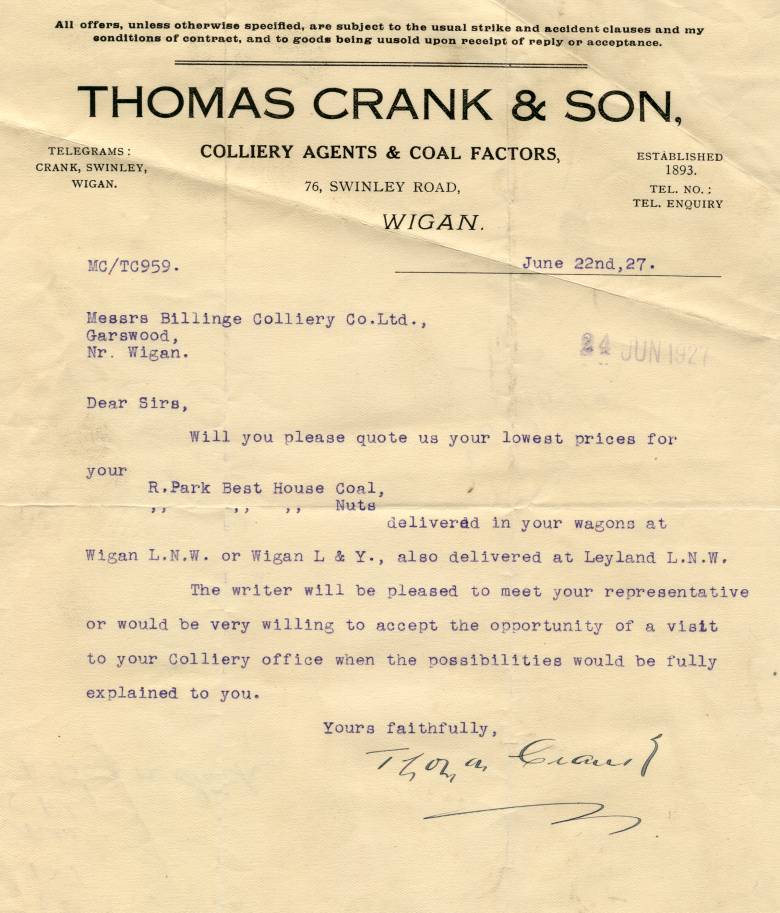 All offers, unless otherwise specified, are subject to the usual strike and accident clauses and my
conditions of contract, and to goods being uusold upon receipt of reply or acceptance.
THOMAS CRANK & SON,
TELEGRAMS:
CRANK, SWINLEY,
WIGAN.
COLLIERY AGENTS & COAL FACTORS,
76, SWINLEY ROAD,
WIGAN.
ESTABLISHED
1893.
TEL. NO.:
TEL. ENQUIRY
MC/TC959.
June 22nd,27.
Messrs Billinge Colliery Co.Ltd.,
Garswood,
Nr. Wigan.
24 JUN 1927
Dear Sirs,
Will you please quote us your lowest prices for
your
R.Park Best House Coal,
,, ,, ,, Nuts
delivered in your wagons at
Wigan L.N.W. or Wigan L & Y., also delivered at Leyland L.N.W.
The writer will be pleased to meet your representative
or would be very willing to accept the opportunity of a visit
to your Colliery office when the possibilities would be fully
explained to you.
Yours faithfully,
Thomas Crank